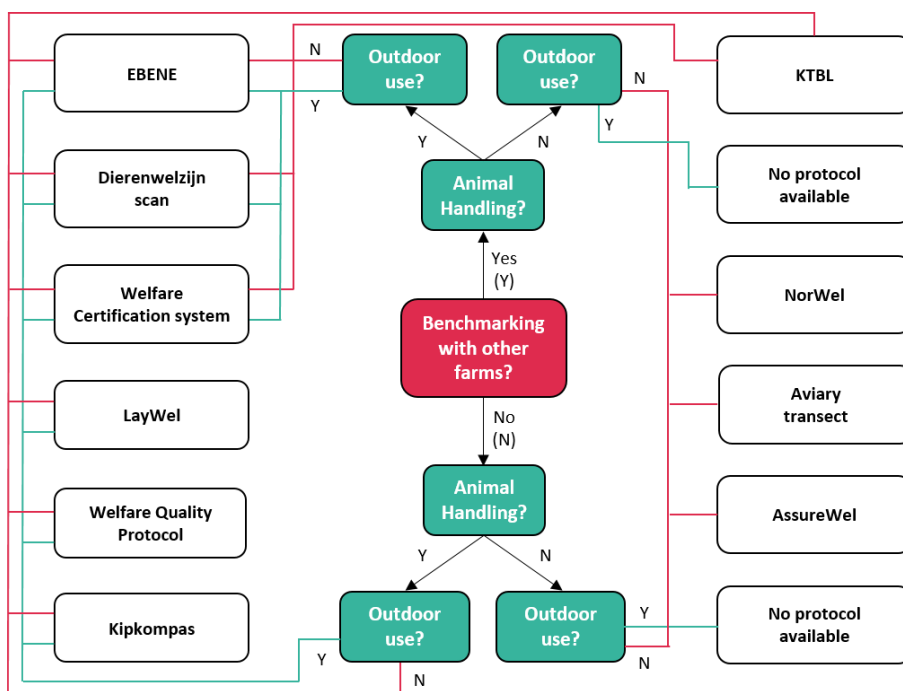 EBENE
N
Y
Outdoor
use?
Outdoor
use?
N
Y
KTBL
Y
N
Dierenwelzijn
scan
Animal
Handling?
No protocol
available
Yes
(Y)
Welfare
Certification system
Benchmarking
with other
farms?
NorWel
LayWel
No
(N)
Aviary
transect
Welfare Quality
Protocol
Animal
Handling?
AssureWel
Y
N
Kipkompas
Y
Outdoor
use?
N
Outdoor
use?
Y
N
No protocol
available